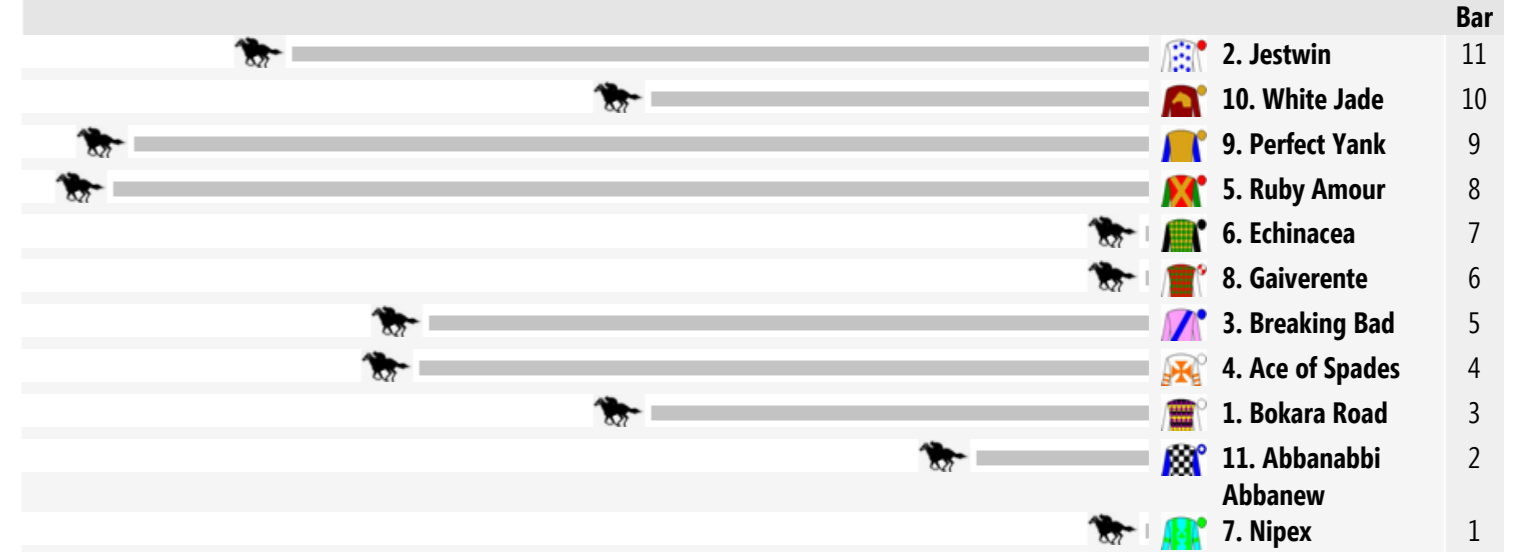 Bar
2. Jestwin 11
10. White Jade 10
9. Perfect Yank 9
5. Ruby Amour 8
6. Echinacea 7
8. Gaiverente 6
3. Breaking Bad 5
4. Ace of Spades 4
1. Bokara Road 3
11. Abbanabbi 2
Abbanew
7. Nipex 1